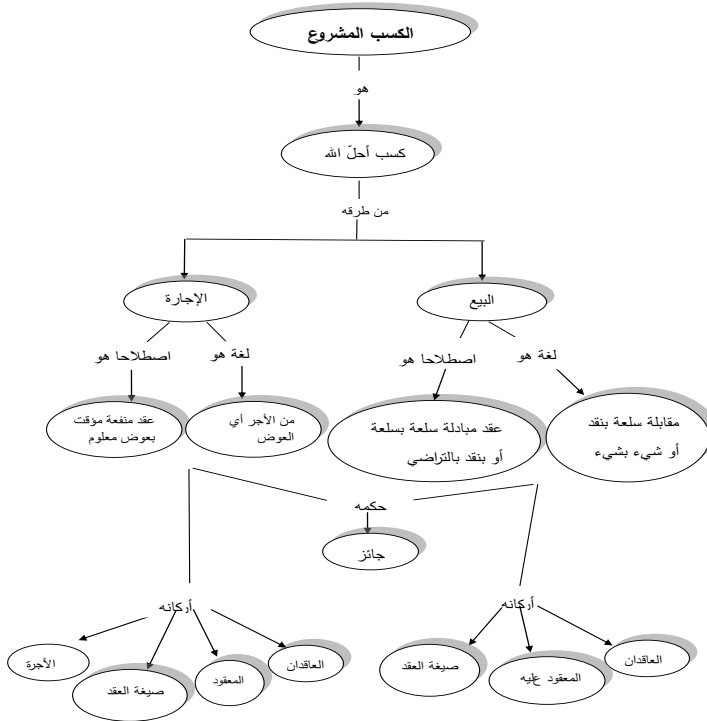 الكسب المشروع
هو
كسب أحلّ الله
من طرقه
البيع
الإجارة
لغة هو
اصطلاحا هو
لغة هو
اصطلاحا هو
مقابلة سلعة بنقد
أو شيء بشيء
عقد مبادلة سلعة بسلعة
أو بنقد بالتراضي
من الأجر أي
العوض
عقد منفعة مؤقت
بعوض معلوم
حكمه
جائز
أركانه
أركانه
العاقدان
المعقود عليه
صيغة العقد
العاقدان
المعقود
صيغة العقد
الأجرة